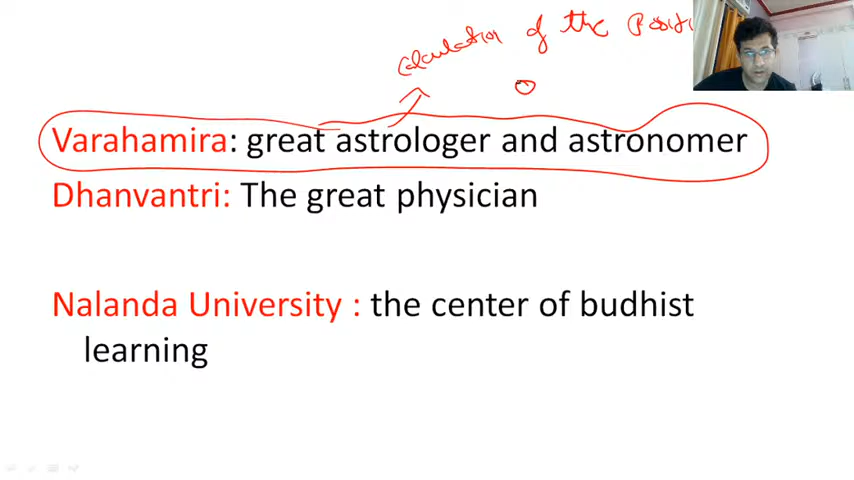 calculation of the Positi
Varahamira: great astrologer and astronomer
Dhanvantri: The great physician
Nalanda University : the center of budhist
learning